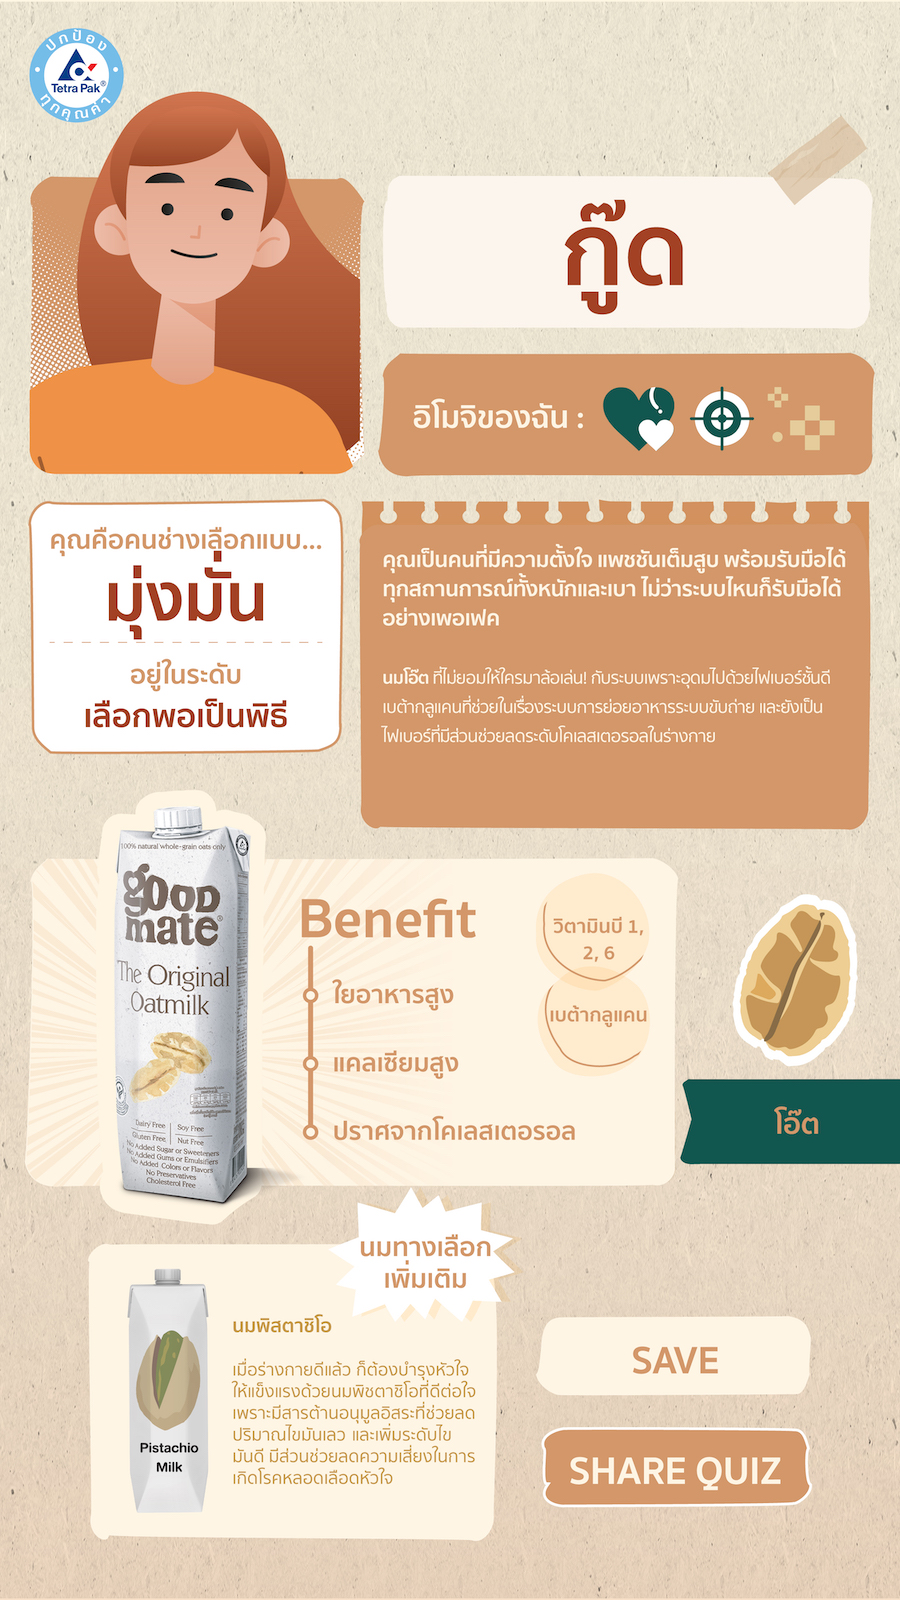 ปกป้อง
Tetra Pak®
ทุกคุณค่า
กู๊ด
อิโมจิของฉัน :
คุณคือคนช่างเลือกแบบ...
มุ่งมั่น
อยู่ในระดับ
เลือกพอเป็นพิธี
คุณเป็นคนที่มีความตั้งใจ แพชชันเต็มสูบ พร้อมรับมือได้
ทุกสถานการณ์ทั้งหนักและเบา ไม่ว่าระบบไหนก็รับมือได้
อย่างเพอเฟค
นมโอ๊ต ที่ไม่ยอมให้ใครมาล้อเล่น! กับระบบเพราะอุดมไปด้วยไฟเบอร์ชั้นดี
เบต้ากลูแคนที่ช่วยในเรื่องระบบการย่อยอาหารระบบขับถ่าย และยังเป็น
ไฟเบอร์ที่มีส่วนช่วยลดระดับโคเลสเตอรอลในร่างกาย
100% natural whole-grain oats only
good
mate®
The Original
Oatmilk
Dairy Free Soy Free
Gluten Free Nut Free
No Added Sugar or Sweeteners
No Added Gums or Emulsifiers
No Added Colors or Flavors
No Preservatives
Cholesterol Free
Benefit
ใยอาหารสูง
แคลเซียมสูง
ปราศจากโคเลสเตอรอล
วิตามินบี 1,
2, 6
เบต้ากลูแคน
โอ๊ต
นมทางเลือก
เพิ่มเติม
Pistachio
Milk
นมพิสตาชิโอ
เมื่อร่างกายดีแล้ว ก็ต้องบำรุงหัวใจ
ให้แข็งแรงด้วยนมพิชตาชิโอที่ดีต่อใจ
เพราะมีสารต้านอนุมูลอิสระที่ช่วยลด
ปริมาณไขมันเลว และเพิ่มระดับไข
มันดี มีส่วนช่วยลดความเสี่ยงในการ
เกิดโรคหลอดเลือดหัวใจ
SAVE
SHARE QUIZ